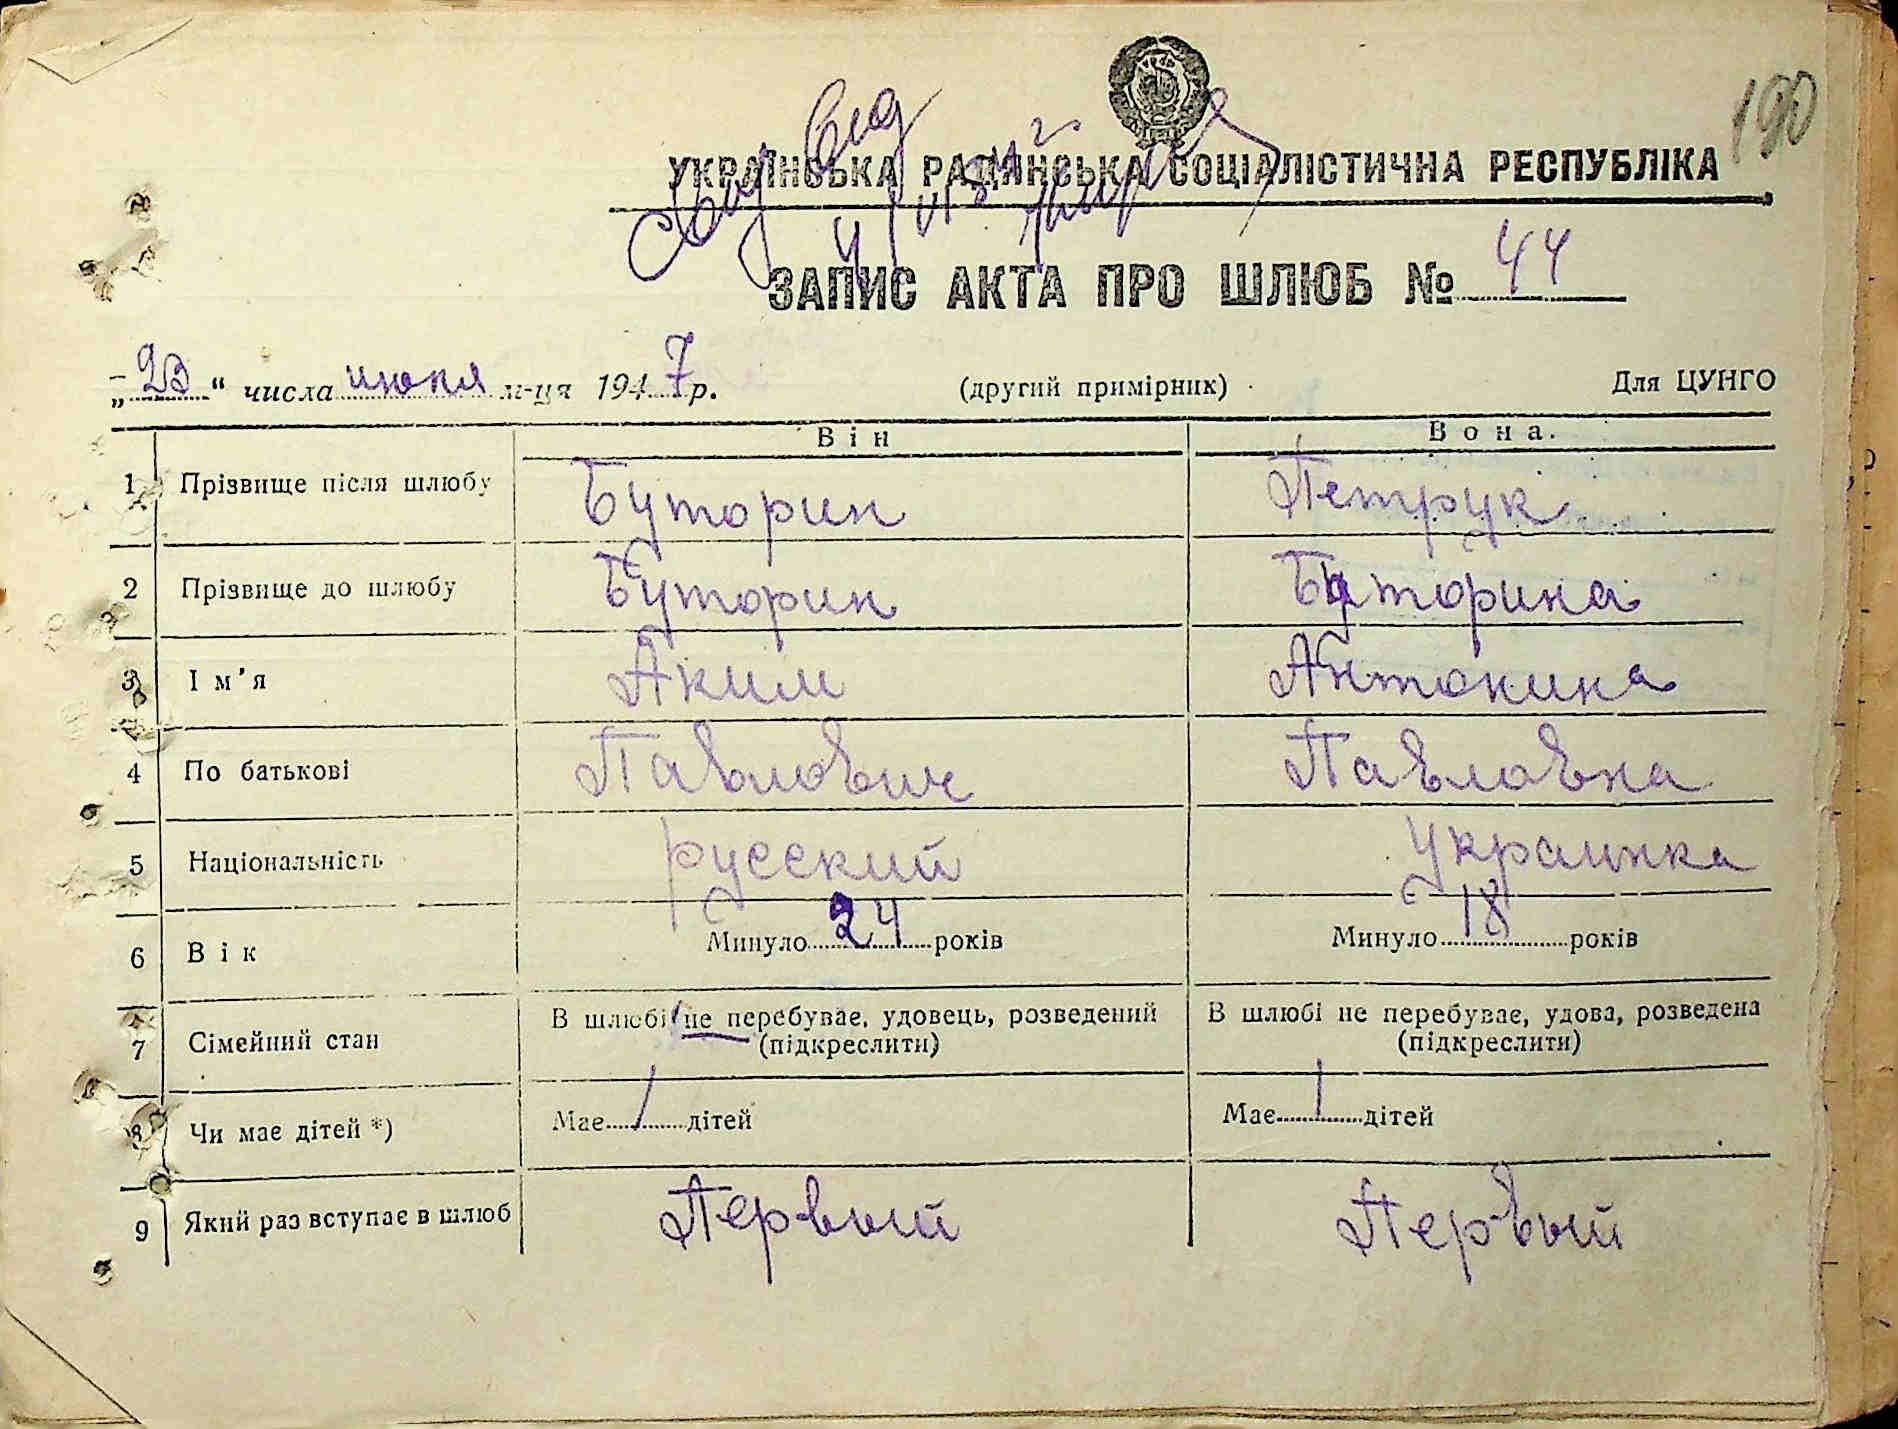 190
УКРАЇНСЬКА РАДЯНСЬКА СОЦІАЛІСТИЧНА РЕСПУБЛІКА
ЗАПИС АКТА ПРО ШЛЮБ № 44
„23“ числа июля м-ця 1947 р. (другий примірник) Для ЦУНГО
Він Вона.
1 Прізвище після шлюбу Буторин Петрук
2 Прізвище до шлюбу Буторин Буторина
3 Ім'я Аким Антонина
4 По батькові Павлович Павловна
5 Національність русский украинка
6 Вік Минуло 24 років Минуло 18 років
7 Сімейний стан В шлюбі не перебуває, удовець, розведений (підкреслити) В шлюбі не перебуває, удова, розведена (підкреслити)
8 Чи має дітей *) Має / дітей Має / дітей
9 Який раз вступає в шлюб Первый Первый